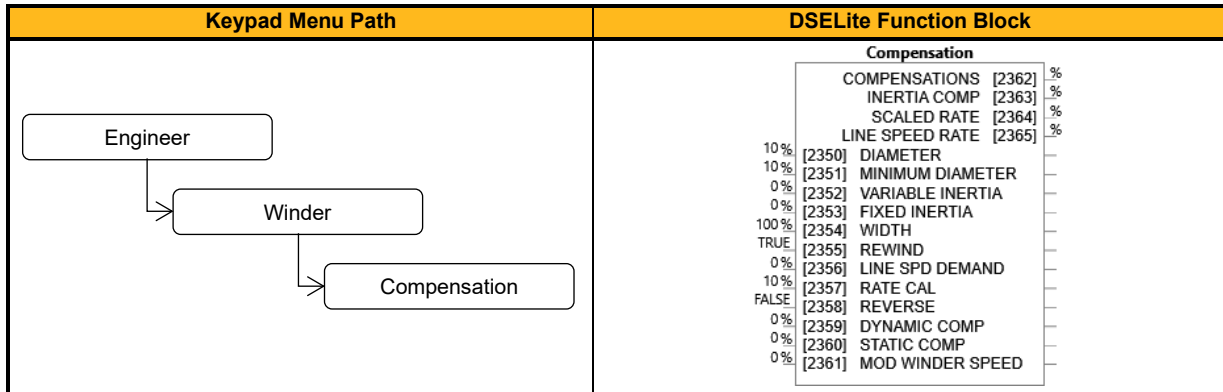 Keypad Menu Path
DSELite Function Block
Engineer
Winder
Compensation
Compensation
COMPENSATIONS [2362] %
INERTIA COMP [2363] %
SCALED RATE [2364] %
LINE SPEED RATE [2365] %
10% [2350] DIAMETER
10% [2351] MINIMUM DIAMETER
0% [2352] VARIABLE INERTIA
0% [2353] FIXED INERTIA
100% [2354] WIDTH
TRUE [2355] REWIND
0% [2356] LINE SPD DEMAND
10% [2357] RATE CAL
FALSE [2358] REVERSE
0% [2359] DYNAMIC COMP
0% [2360] STATIC COMP
0% [2361] MOD WINDER SPEED